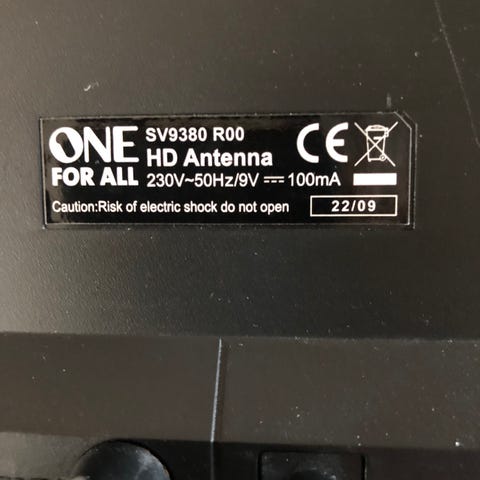 ONE
FOR ALL
SV9380 R00
HD Antenna
230V~50Hz/9V⎓100mA
CE
Caution:Risk of electric shock do not open
22/09